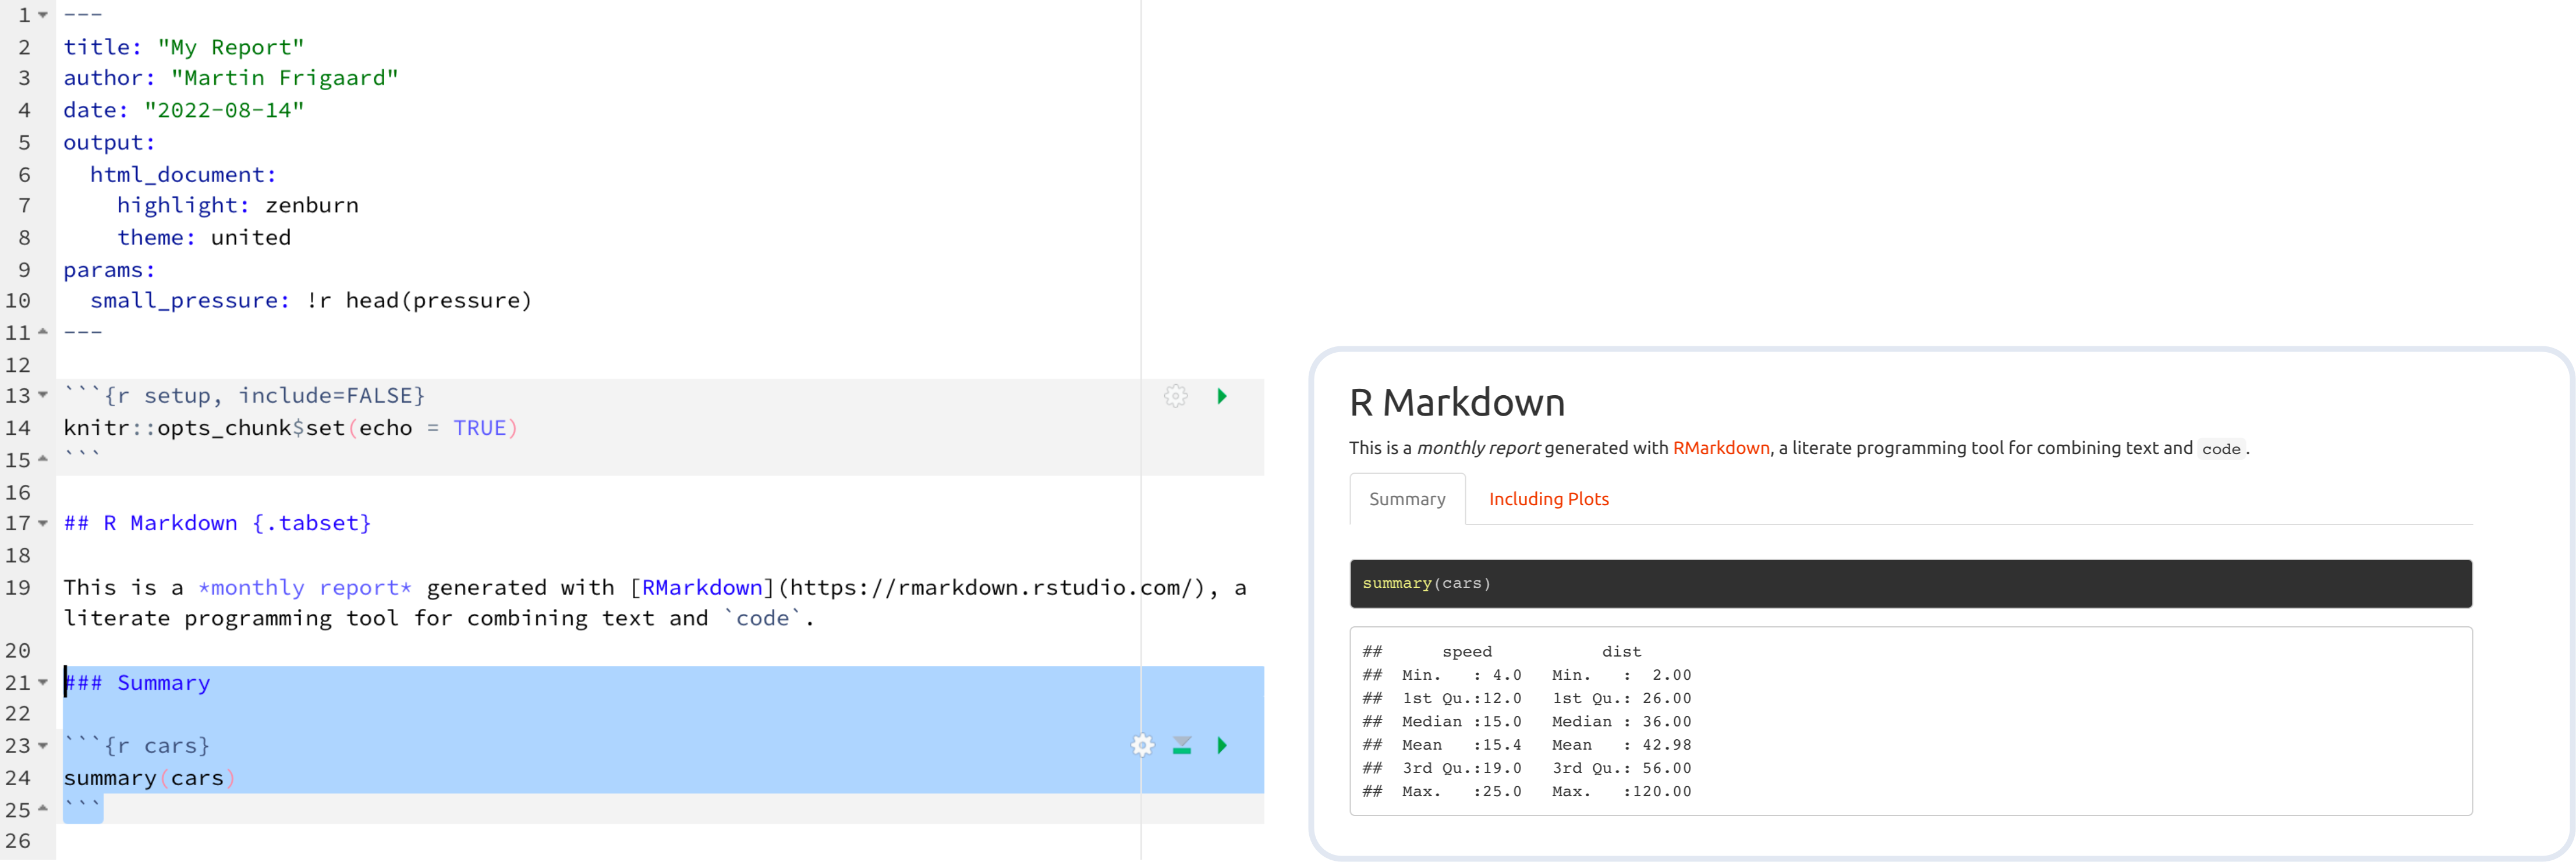 1 ---
2 title: "My Report"
3 author: "Martin Frigaard"
4 date: "2022-08-14"
5 output:
6   html_document:
7     highlight: zenburn
8     theme: united
9 params:
10   small_pressure: !r head(pressure)
11 ---
12
13 ```{r setup, include=FALSE}
14 knitr::opts_chunk$set(echo = TRUE)
15 ```
16
17 ## R Markdown {.tabset}
18
19 This is a *monthly report* generated with [RMarkdown](https://rmarkdown.rstudio.com/), a
literate programming tool for combining text and `code`.
20
21 ### Summary
22
23 ```{r cars}
24 summary(cars)
25 ```
26
R Markdown
This is a monthly report generated with RMarkdown, a literate programming tool for combining text and code.
Summary Including Plots
summary(cars)
##      speed           dist
##  Min.   : 4.0   Min.   :  2.00
##  1st Qu.:12.0   1st Qu.: 26.00
##  Median :15.0   Median : 36.00
##  Mean   :15.4   Mean   : 42.98
##  3rd Qu.:19.0   3rd Qu.: 56.00
##  Max.   :25.0   Max.   :120.00